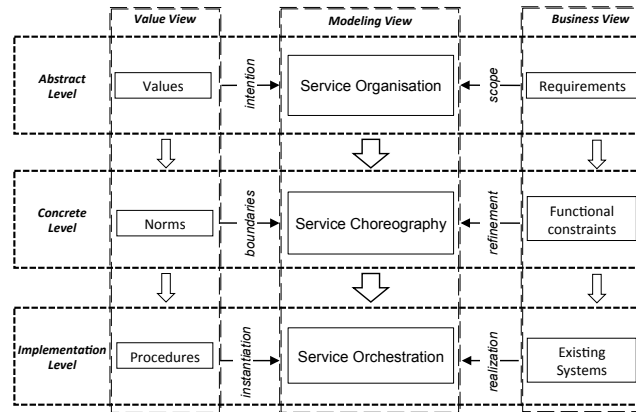 Value View
Modeling View
Business View
Abstract
Level
Values
intention
Service Organisation
scope
Requirements
Concrete
Level
Norms
boundaries
Service Choreography
refinement
Functional
constraints
Implementation
Level
Procedures
instantiation
Service Orchestration
realization
Existing
Systems